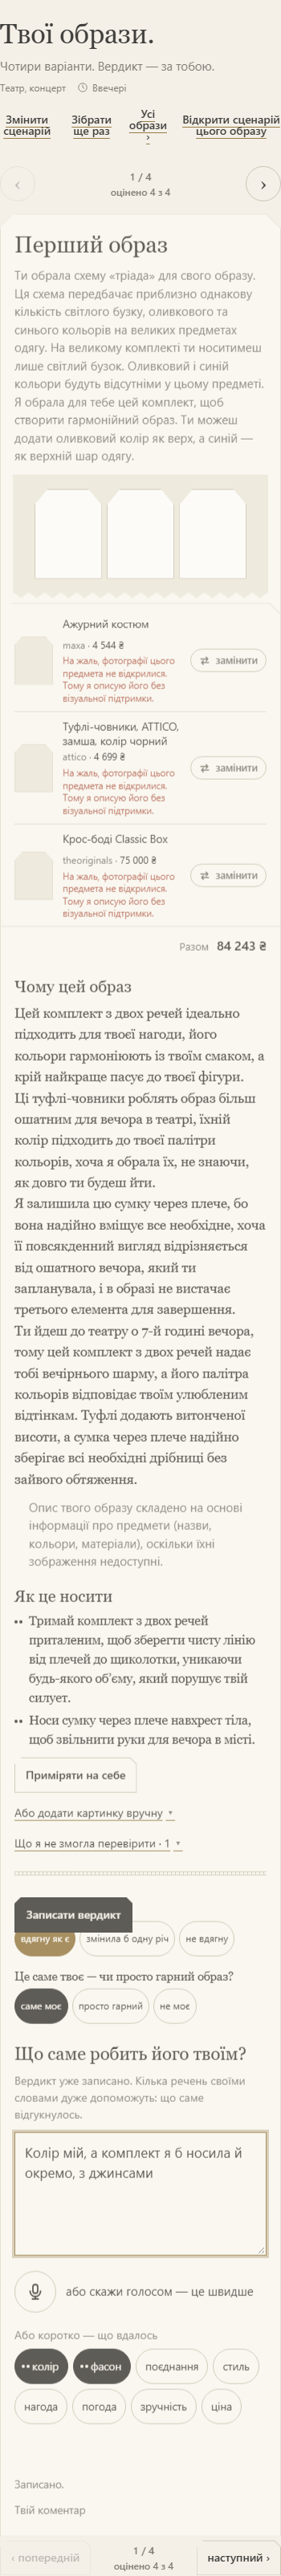 Твої образи.
Чотири варіанти. Вердикт — за тобою.
Театр, концерт Ввечері
Змінити сценарій
Зібрати ще раз
Усі образи ›
Відкрити сценарій цього образу
‹
1 / 4
оцінено 4 з 4
›
Перший образ
Ти обрала схему «тріада» для свого образу.
Ця схема передбачає приблизно однакову
кількість світлого бузку, оливкового та
синього кольорів на великих предметах
одягу. На великому комплекті ти носитимеш
лише світлий бузок. Оливковий і синій
кольори будуть відсутніми у цьому предметі.
Я обрала для тебе цей комплект, щоб
створити гармонійний образ. Ти можеш
додати оливковий колір як верх, а синій —
як верхній шар одягу.
Ажурний костюм
maxa · 4 544 ₴
На жаль, фотографії цього
предмета не відкрилися.
Тому я описую його без
візуальної підтримки.
⇄ замінити
Туфлі-човники, ATTICO,
замша, колір чорний
attico · 4 699 ₴
На жаль, фотографії цього
предмета не відкрилися.
Тому я описую його без
візуальної підтримки.
⇄ замінити
Крос-боді Classic Box
theoriginals · 75 000 ₴
На жаль, фотографії цього
предмета не відкрилися.
Тому я описую його без
візуальної підтримки.
⇄ замінити
Разом 84 243 ₴
Чому цей образ
Цей комплект з двох речей ідеально
підходить для твоєї нагоди, його
кольори гармоніюють із твоїм смаком, а
крій найкраще пасує до твоєї фігури.
Ці туфлі-човники роблять образ більш
ошатним для вечора в театрі, їхній
колір підходить до твоєї палітри
кольорів, хоча я обрала їх, не знаючи,
як довго ти будеш йти.
Я залишила цю сумку через плече, бо
вона надійно вміщує все необхідне, хоча
її повсякденний вигляд відрізняється
від ошатного вечора, який ти
запланувала, і в образі не вистачає
третього елемента для завершення.
Ти йдеш до театру о 7-й годині вечора,
тому цей комплект з двох речей надає
тобі вечірнього шарму, а його палітра
кольорів відповідає твоїм улюбленим
відтінкам. Туфлі додають витонченої
висоти, а сумка через плече надійно
зберігає всі необхідні дрібниці без
зайвого обтяження.
Опис твого образу складено на основі
інформації про предмети (назви,
кольори, матеріали), оскільки їхні
зображення недоступні.
Як це носити
Тримай комплект з двох речей
приталеним, щоб зберегти чисту лінію
від плечей до щиколотки, уникаючи
будь-якого об’єму, який порушує твій
силует.
Носи сумку через плече навхрест тіла,
щоб звільнити руки для вечора в місті.
Приміряти на себе
Або додати картинку вручну
Що я не змогла перевірити · 1
Записати вердикт
вдягну як є
змінила б одну річ
не вдягну
Це саме твоє — чи просто гарний образ?
саме моє
просто гарний
не моє
Що саме робить його твоїм?
Вердикт уже записано. Кілька речень своїми
словами дуже допоможуть: що саме
відгукнулось.
Колір мій, а комплект я б носила й
окремо, з джинсами
або скажи голосом — це швидше
Або коротко — що вдалось
колір
фасон
поєднання
стиль
нагода
погода
зручність
ціна
Записано.
Твій коментар
‹ попередній
1 / 4
оцінено 4 з 4
наступний ›